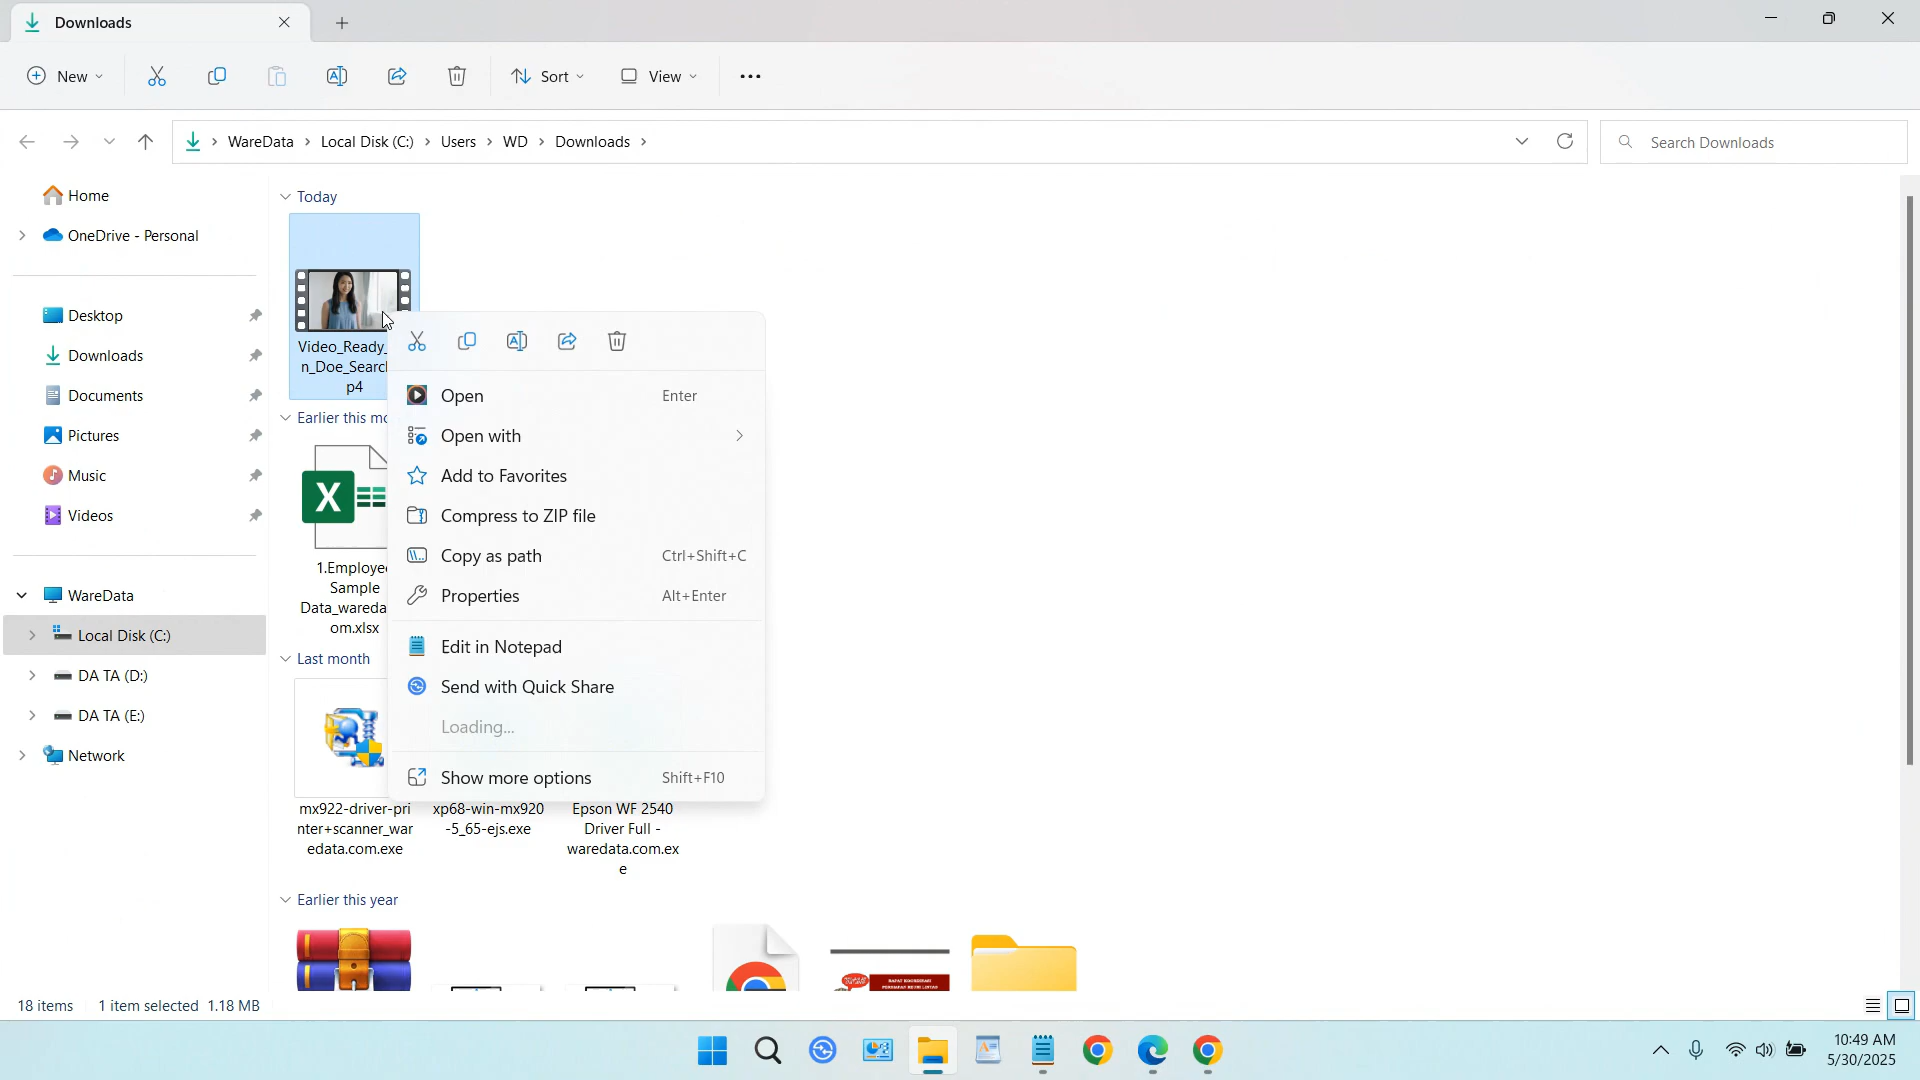 Downloads
New
Sort
View
WareData
Local Disk (C:)
Users
WD
Downloads
Search Downloads
Home
OneDrive - Personal
Desktop
Downloads
Documents
Pictures
Music
Videos
WareData
Local Disk (C:)
DATA (D:)
DATA (E:)
Network
Today
Video_Ready_
n_Doe_Searc
p4
Earlier this mo
1.Employe
Sample
Data_wareda
om.xlsx
Last month
mx922-driver-pri
nter+scanner_war
edata.com.exe
xp68-win-mx920
-5_65-ejs.exe
Epson WF 2540
Driver Full -
waredata.com.ex
e
Earlier this year
Open Enter
Open with
Add to Favorites
Compress to ZIP file
Copy as path Ctrl+Shift+C
Properties Alt+Enter
Edit in Notepad
Send with Quick Share
Loading...
Show more options Shift+F10
18 items
1 item selected 1.18 MB
10:49 AM
5/30/2025